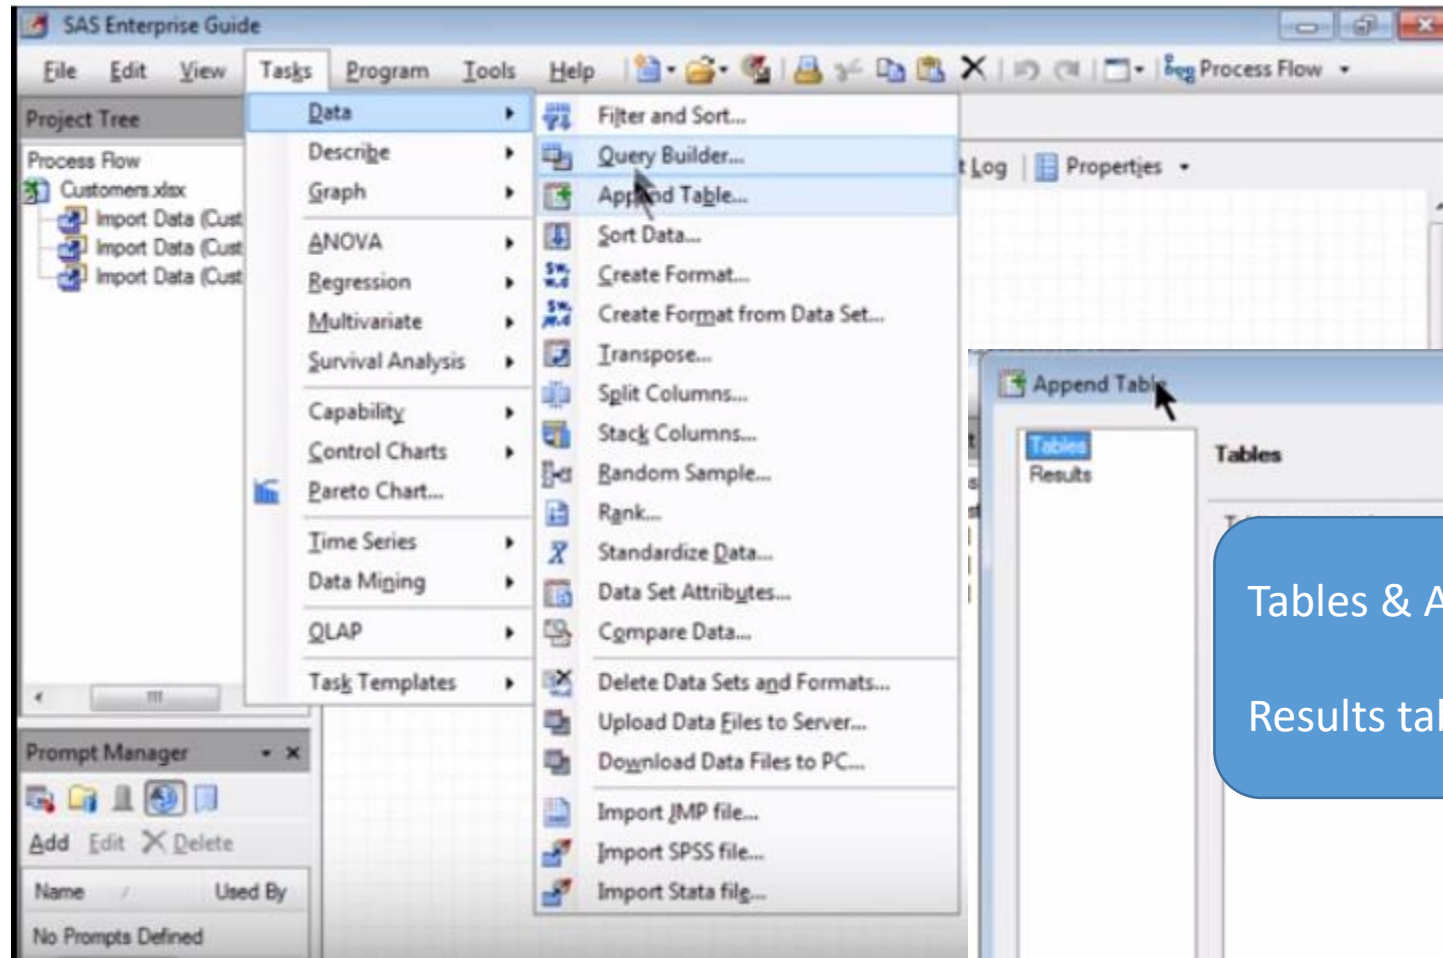 SAS Enterprise Guide
File Edit View Tasks Program Tools Help Process Flow
Project Tree
Process Flow
Customers.xlsx
Import Data (Cust
Import Data (Cust
Import Data (Cust
Data
Describe
Graph
ANOVA
Regression
Multivariate
Survival Analysis
Capability
Control Charts
Pareto Chart...
Time Series
Data Mining
OLAP
Task Templates
Filter and Sort...
Query Builder...
Append Table...
Sort Data...
Create Format...
Create Format from Data Set...
Transpose...
Split Columns...
Stack Columns...
Random Sample...
Rank...
Standardize Data...
Data Set Attributes...
Compare Data...
Delete Data Sets and Formats...
Upload Data Files to Server...
Download Data Files to PC...
Import JMP file...
Import SPSS file...
Import Stata file...
t Log Properties
Prompt Manager
Add Edit Delete
Name Used By
No Prompts Defined
Append Table
Tables
Results
Tables
Tables & A
Results ta